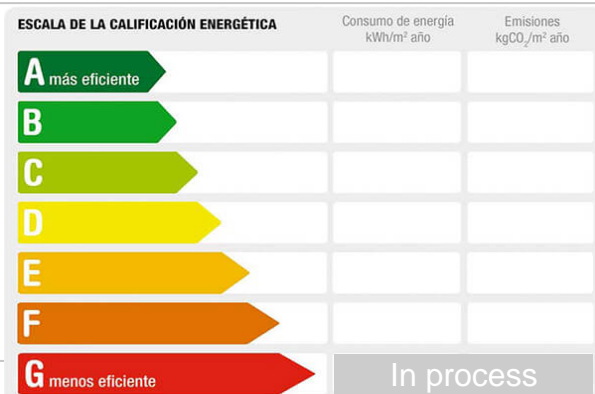 ESCALA DE LA CALIFICACIÓN ENERGÉTICA
Consumo de energía
kWh/m² año
Emisiones
kgCO₂/m² año
A más eficiente
B
C
D
E
F
G menos eficiente
In process